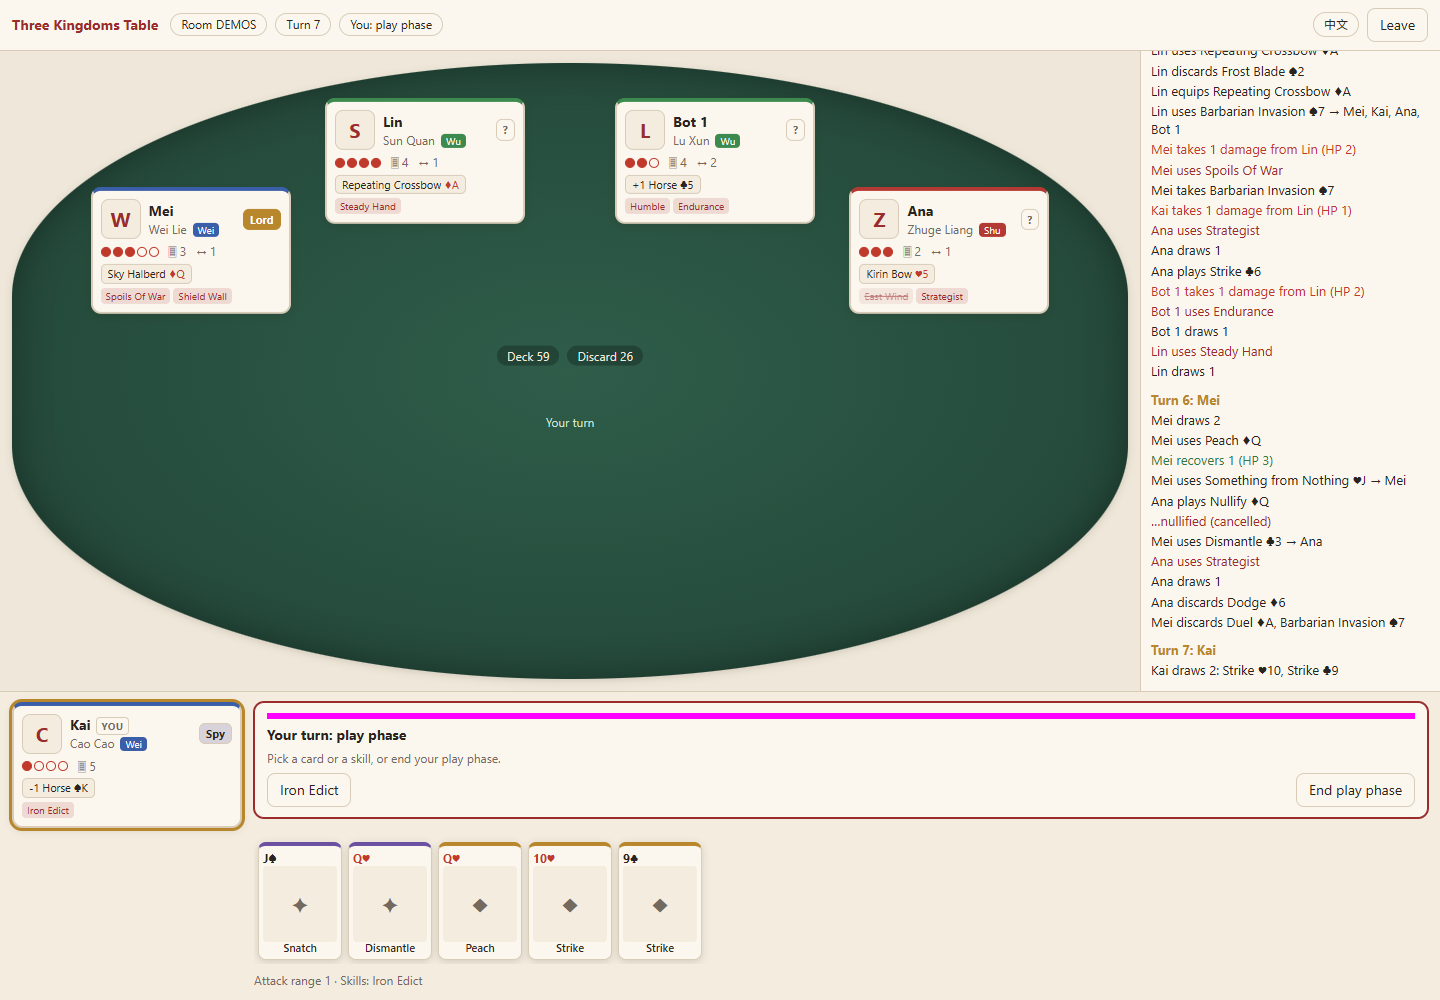 Three Kingdoms Table
Room DEMOS
Turn 7
You: play phase
中文
Leave
S
Lin
Sun Quan Wu
?
4 ↔ 1
Repeating Crossbow ♦A
Steady Hand
L
Bot 1
Lu Xun Wu
?
4 ↔ 2
+1 Horse ♠5
Humble Endurance
W
Mei
Wei Lie Wei
Lord
3 ↔ 1
Sky Halberd ♦Q
Spoils Of War Shield Wall
Z
Ana
Zhuge Liang Shu
?
2 ↔ 1
Kirin Bow ♥5
East Wind Strategist
Deck 59 Discard 26
Your turn
Lin uses Repeating Crossbow ♦A
Lin discards Frost Blade ♠2
Lin equips Repeating Crossbow ♦A
Lin uses Barbarian Invasion ♠7 → Mei, Kai, Ana,
Bot 1
Mei takes 1 damage from Lin (HP 2)
Mei uses Spoils Of War
Mei takes Barbarian Invasion ♠7
Kai takes 1 damage from Lin (HP 1)
Ana uses Strategist
Ana draws 1
Ana plays Strike ♣6
Bot 1 takes 1 damage from Lin (HP 2)
Bot 1 uses Endurance
Bot 1 draws 1
Lin uses Steady Hand
Lin draws 1
Turn 6: Mei
Mei draws 2
Mei uses Peach ♦Q
Mei recovers 1 (HP 3)
Mei uses Something from Nothing ♥J → Mei
Ana plays Nullify ♦Q
...nullified (cancelled)
Mei uses Dismantle ♣3 → Ana
Ana uses Strategist
Ana draws 1
Ana discards Dodge ♦6
Mei discards Duel ♦A, Barbarian Invasion ♠7
Turn 7: Kai
Kai draws 2: Strike ♥10, Strike ♣9
C
Kai YOU
Cao Cao Wei
Spy
5
-1 Horse ♠K
Iron Edict
Your turn: play phase
Pick a card or a skill, or end your play phase.
Iron Edict
End play phase
J♠
Snatch
Q♥
Dismantle
Q♥
Peach
10♥
Strike
9♣
Strike
Attack range 1 · Skills: Iron Edict